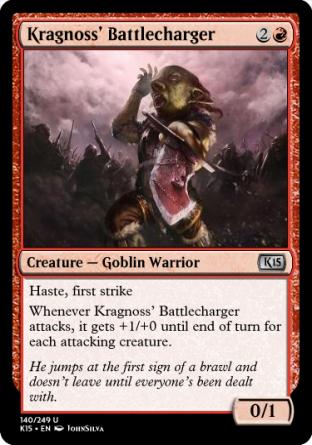 Kragnoss' Battlecharger 2
K15
Creature — Goblin Warrior
Haste, first strike
Whenever Kragnoss' Battlecharger
attacks, it gets +1/+0 until end of turn for
each attacking creature.
He jumps at the first sign of a brawl and
doesn't leave until everyone's been dealt
with.
0/1
140/249 U
K15 • EN JohnSilva